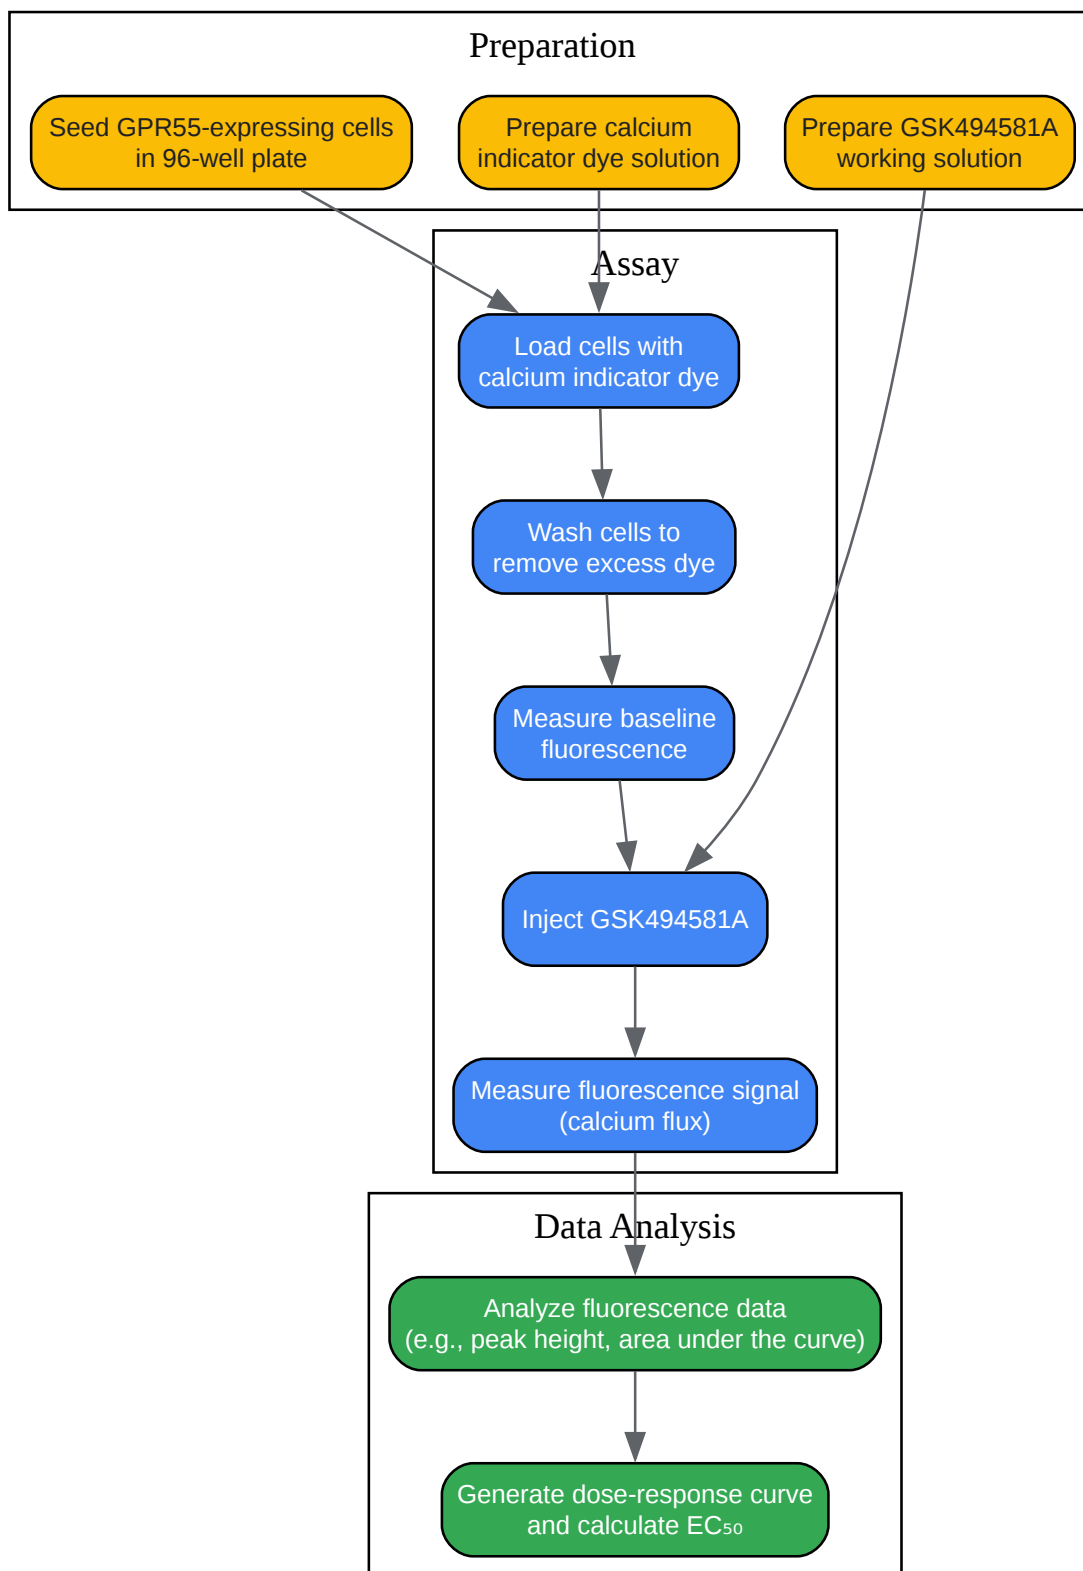 Preparation
Seed GPR55-expressing cells
in 96-well plate
Prepare calcium
indicator dye solution
Prepare GSK494581A
working solution
Assay
Load cells with
calcium indicator dye
Wash cells to
remove excess dye
Measure baseline
fluorescence
Inject GSK494581A
Measure fluorescence signal
(calcium flux)
Data Analysis
Analyze fluorescence data
(e.g., peak height, area under the curve)
Generate dose-response curve
and calculate EC₅₀